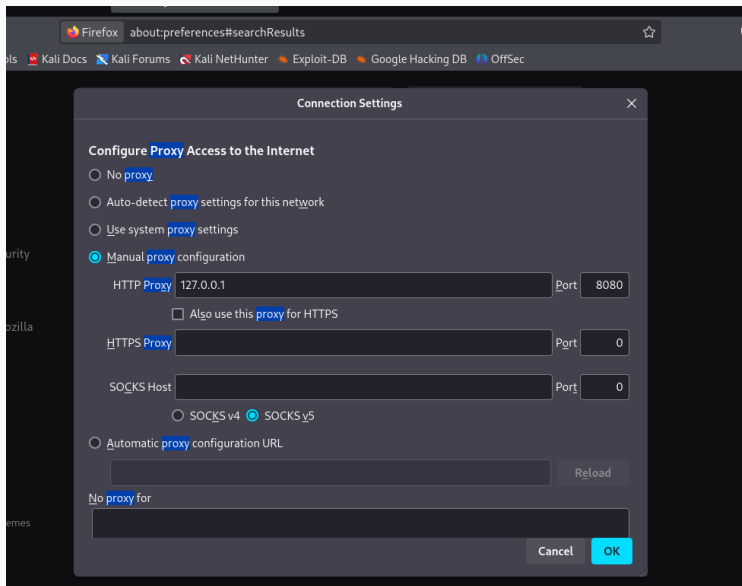 Firefox about:preferences#searchResults
ols Kali Docs Kali Forums Kali NetHunter Exploit-DB Google Hacking DB OffSec
Connection Settings
Configure Proxy Access to the Internet
No proxy
Auto-detect proxy settings for this network
Use system proxy settings
Manual proxy configuration
HTTP Proxy 127.0.0.1 Port 8080
Also use this proxy for HTTPS
HTTPS Proxy Port 0
SOCKS Host Port 0
SOCKS v4 SOCKS v5
Automatic proxy configuration URL
Reload
No proxy for
Cancel OK
urity
ozilla
emes